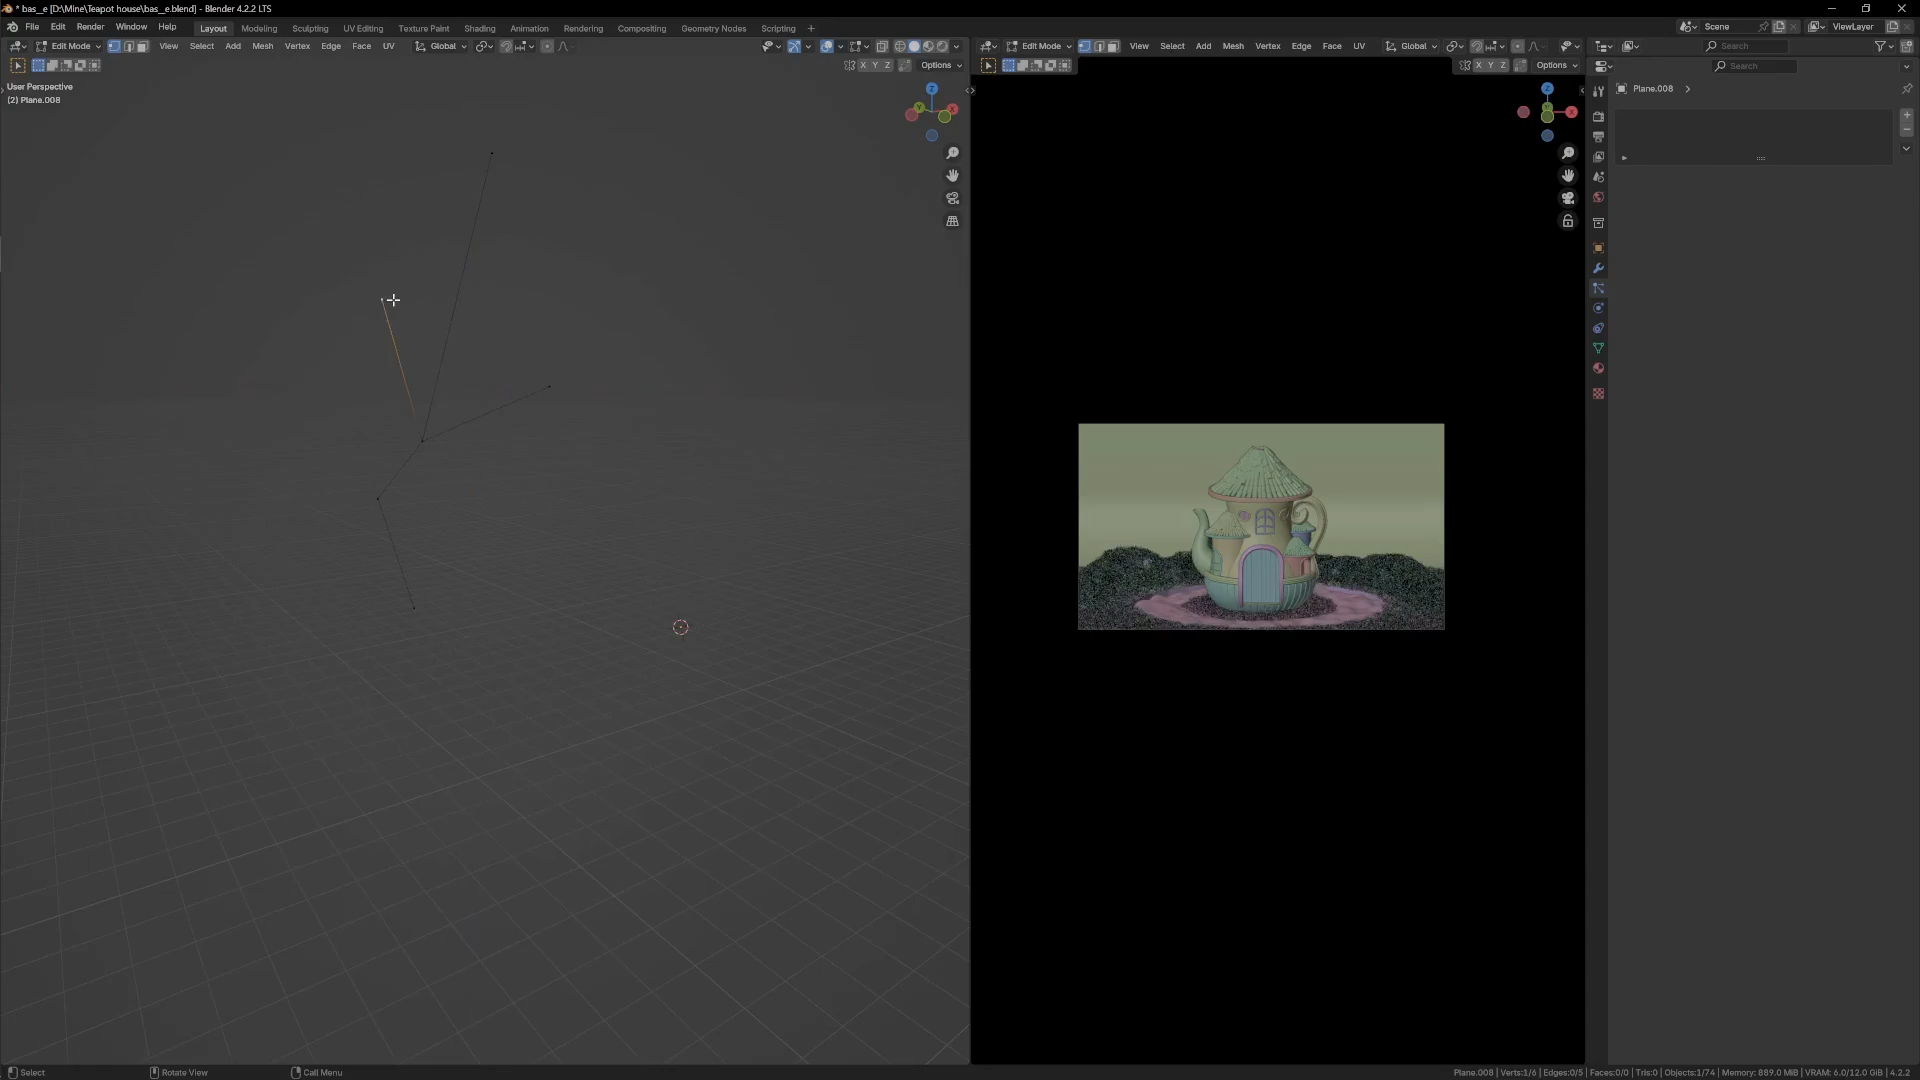 * bas_e [D:\Mine\Teapot house\bas_e.blend] - Blender 4.2.2 LTS
File Edit Render Window Help
Layout Modeling Sculpting UV Editing Texture Paint Shading Animation Rendering Compositing Geometry Nodes Scripting +
Scene ViewLayer
Edit Mode View Select Add Mesh Vertex Edge Face UV Global
Edit Mode View Select Add Mesh Vertex Edge Face UV Global
Search
X Y Z Options
X Y Z Options
Search
User Perspective
(2) Plane.008
Z
Y X
Z
X
Plane.008
Select Rotate View Call Menu
Plane.008 | Verts:1/6 | Edges:0/5 | Faces:0/0 | Tris:0 | Objects:1/74 | Memory: 889.0 MiB | VRAM: 6.0/12.0 GiB | 4.2.2